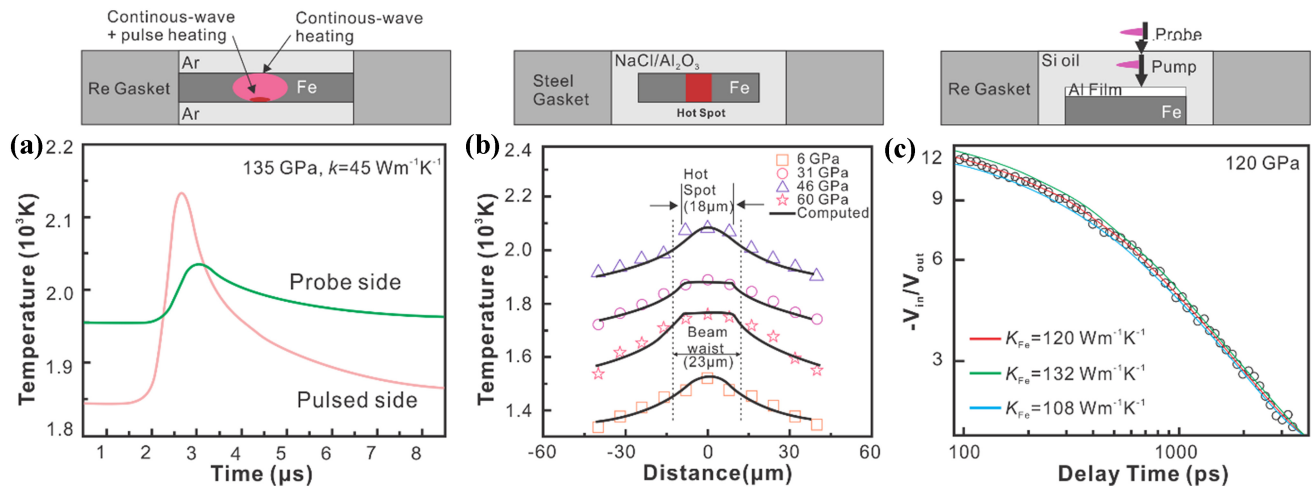 Continous-wave
+ pulse heating
Continous-wave
heating
Ar
Re Gasket
Fe
Ar
NaCl/Al₂O₃
Steel
Gasket
Fe
Hot Spot
Probe
Si oil
Pump
Re Gasket
Al Film
Fe
(a)
2.2
2.1
2.0
1.9
1.8
Temperature (10³K)
135 GPa, k=45 Wm⁻¹K⁻¹
Probe side
Pulsed side
1 2 3 4 5 6 7 8
Time (μs)
(b)
2.4
2.2
2.0
1.8
1.6
1.4
Temperature (10³K)
Hot
Spot
(18μm)
6 GPa
31 GPa
46 GPa
60 GPa
Computed
Beam
waist
(23μm)
-60 -30 0 30 60
Distance(μm)
(c)
12
9
6
3
-Vin/Vout
120 GPa
KFe=120 Wm⁻¹K⁻¹
KFe=132 Wm⁻¹K⁻¹
KFe=108 Wm⁻¹K⁻¹
100 1000
Delay Time (ps)